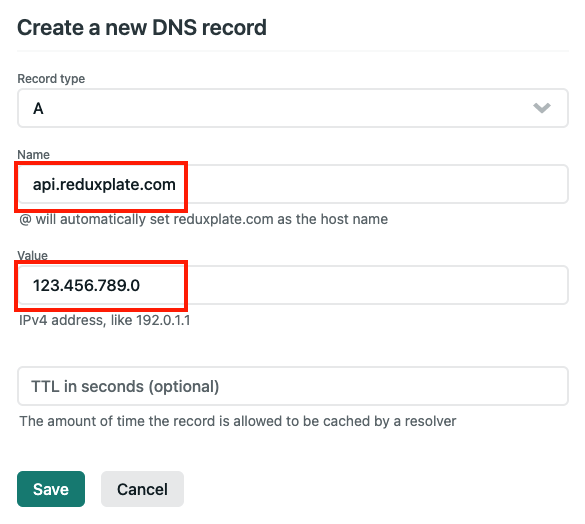 Create a new DNS record
Record type
A
Name
api.reduxplate.com
@ will automatically set reduxplate.com as the host name
Value
123.456.789.0
IPv4 address, like 192.0.1.1
TTL in seconds (optional)
The amount of time the record is allowed to be cached by a resolver
Save Cancel